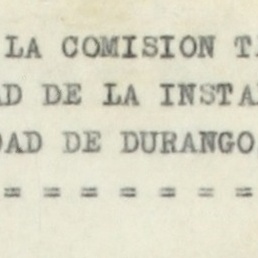 LA COMISION T
AD DE LA INSTA
DAD DE DURANGO
= = = = = = = =